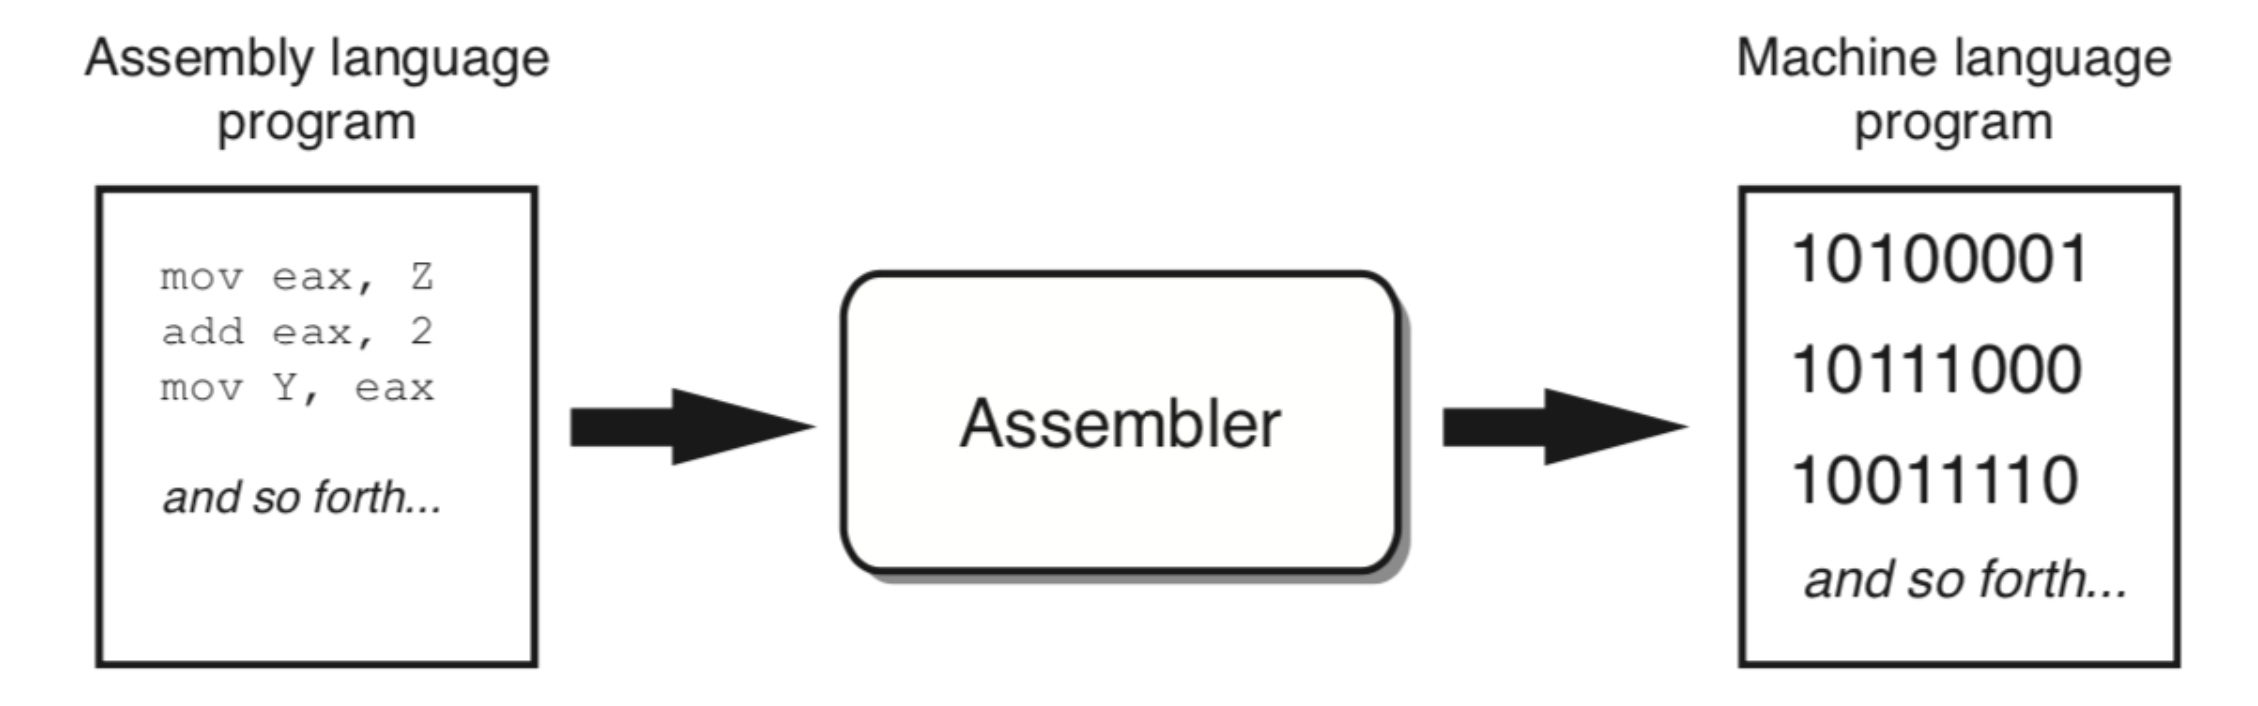 Assembly language
program
mov eax, Z
add eax, 2
mov Y, eax
and so forth...
Assembler
Machine language
program
10100001
10111000
10011110
and so forth...